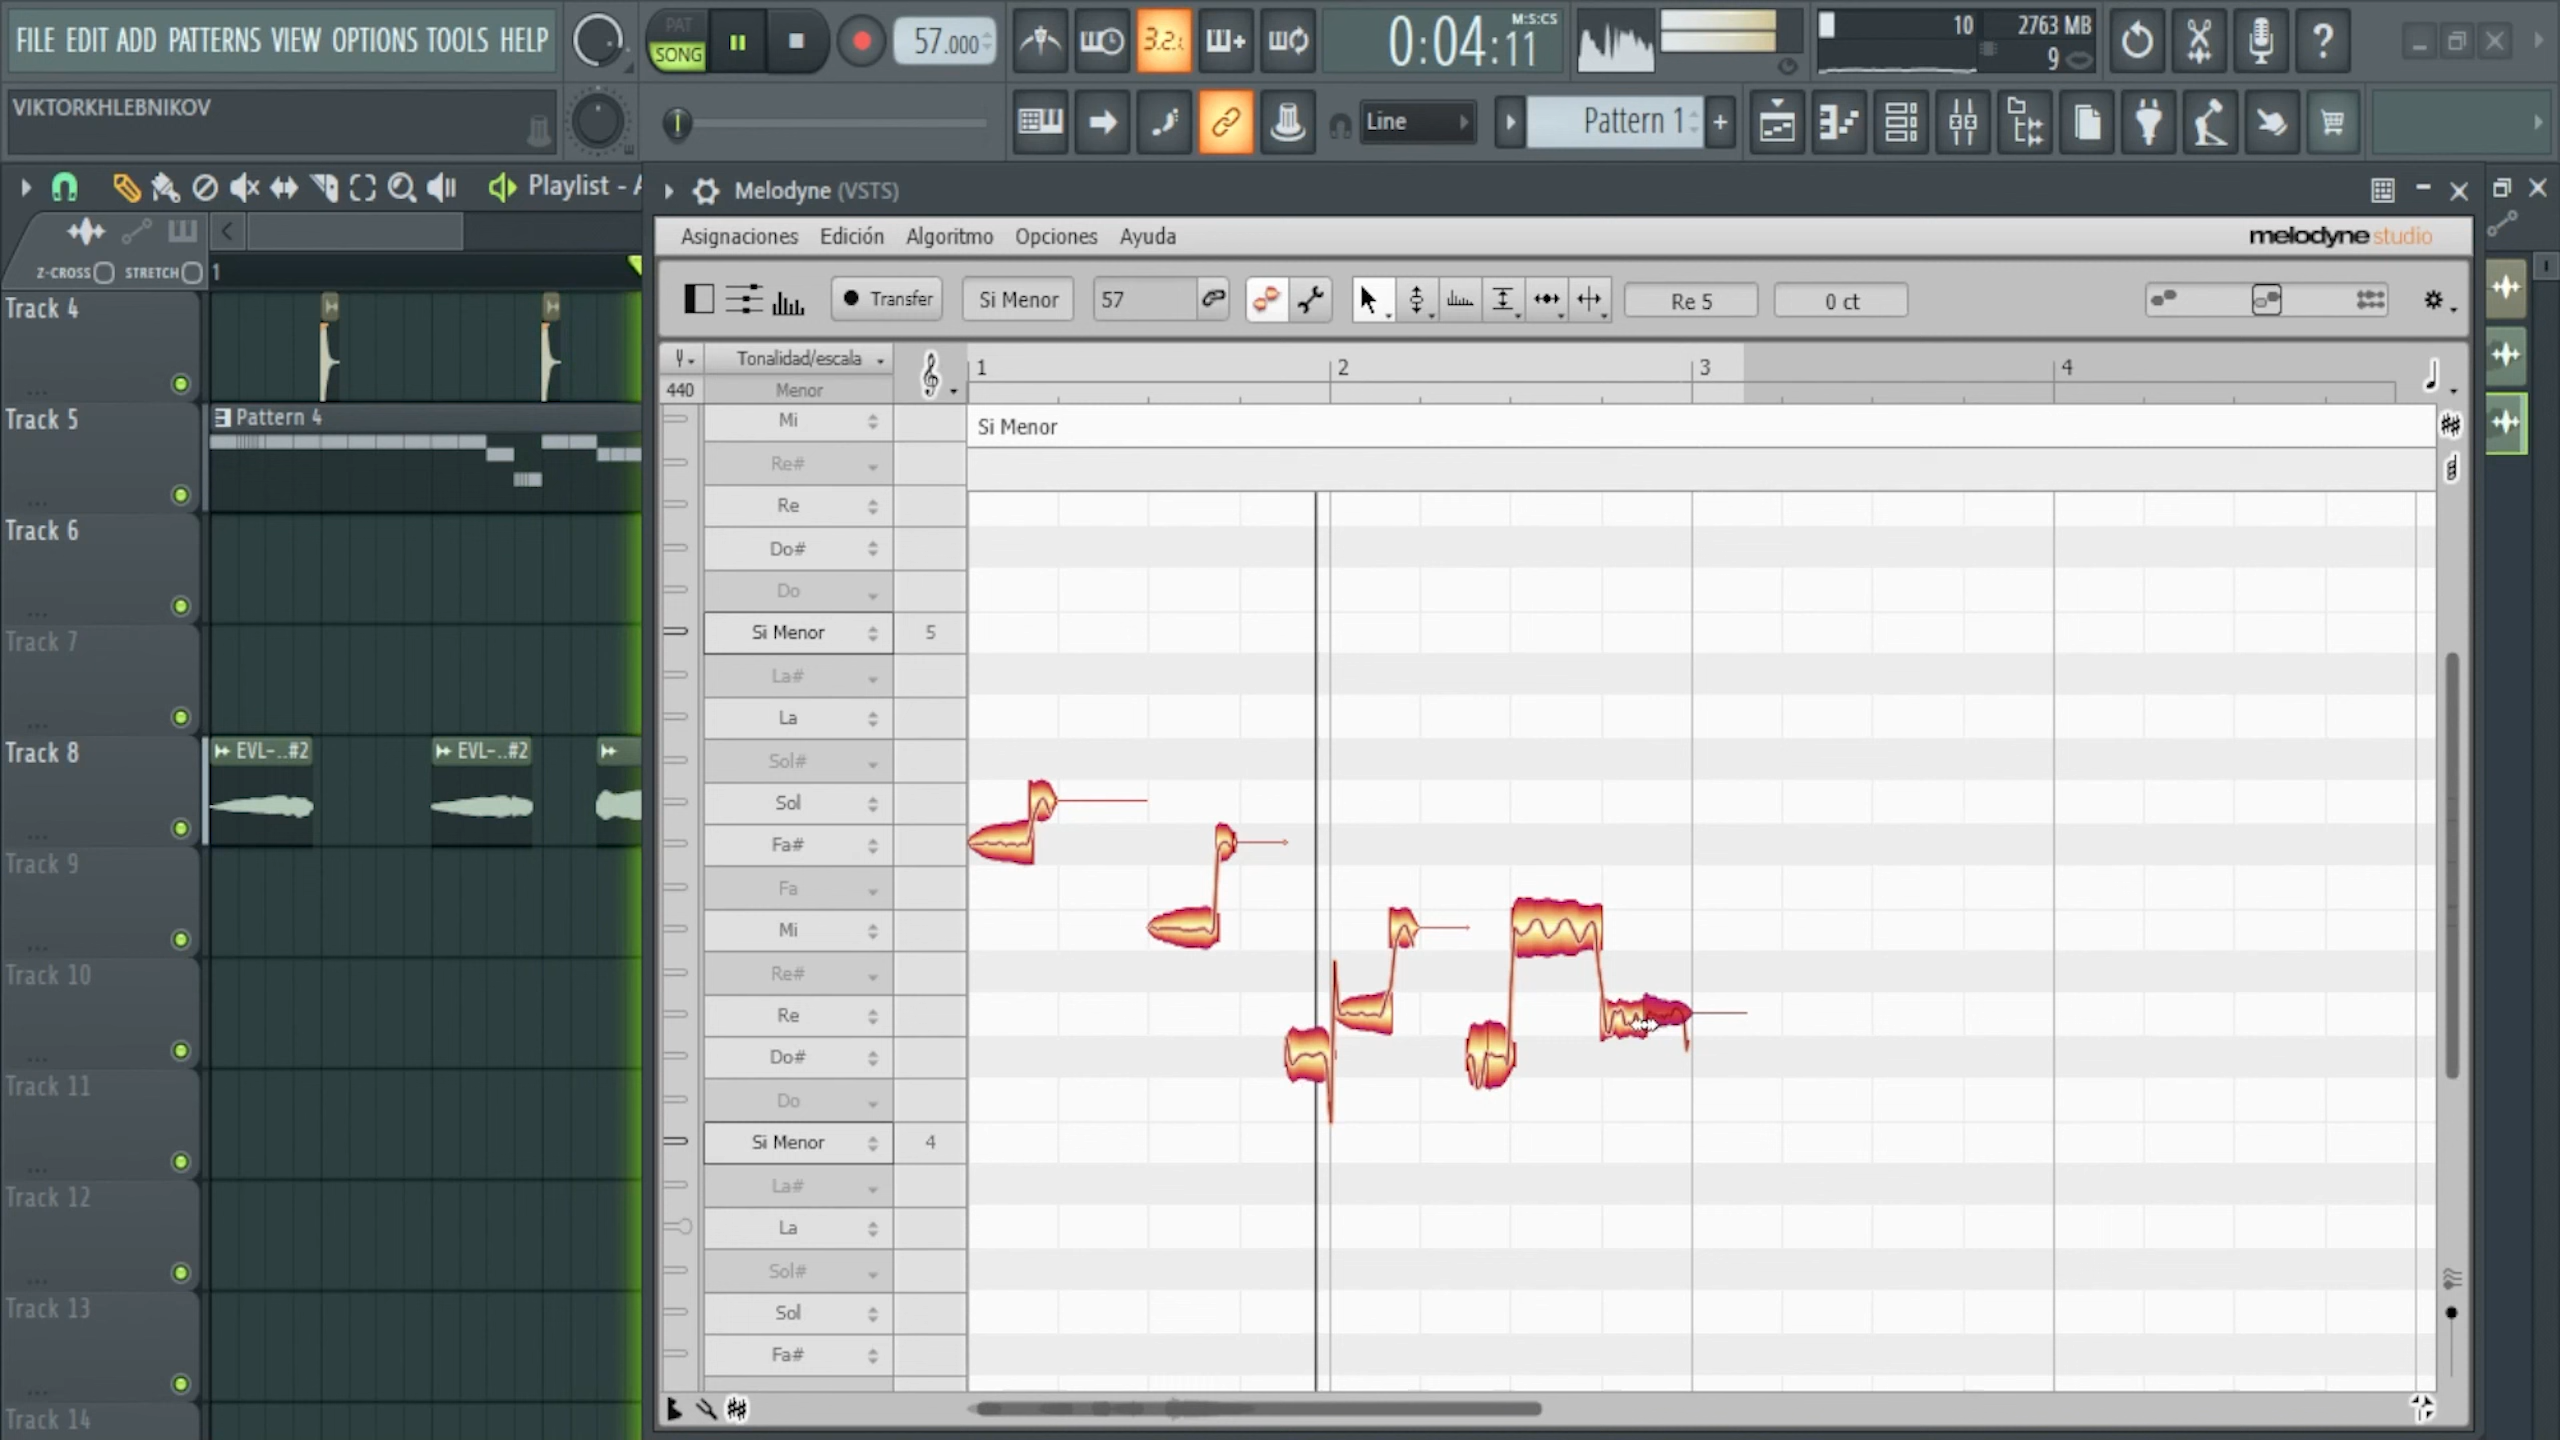 FILE EDIT ADD PATTERNS VIEW OPTIONS TOOLS HELP
PAT
SONG
57.000
3.2.
M:S:CS
0:04:11
10
2763 MB
9
?
VIKTORKHLEBNIKOV
Line
Pattern 1
+
Playlist -
Z-CROSS
STRETCH
1
Track 4
Track 5
Pattern 4
Track 6
Track 7
Track 8
EVL-..#2
EVL-..#2
Track 9
Track 10
Track 11
Track 12
Track 13
Track 14
Melodyne (VSTS)
Asignaciones Edición Algoritmo Opciones Ayuda
melodyne studio
Transfer
Si Menor
57
Re 5
0 ct
Tonalidad/escala
440
Menor
1
2
3
4
Mi
Si Menor
Re#
Re
Do#
Do
Si Menor
5
La#
La
Sol#
Sol
Fa#
Fa
Mi
Re#
Re
Do#
Do
Si Menor
4
La#
La
Sol#
Sol
Fa#